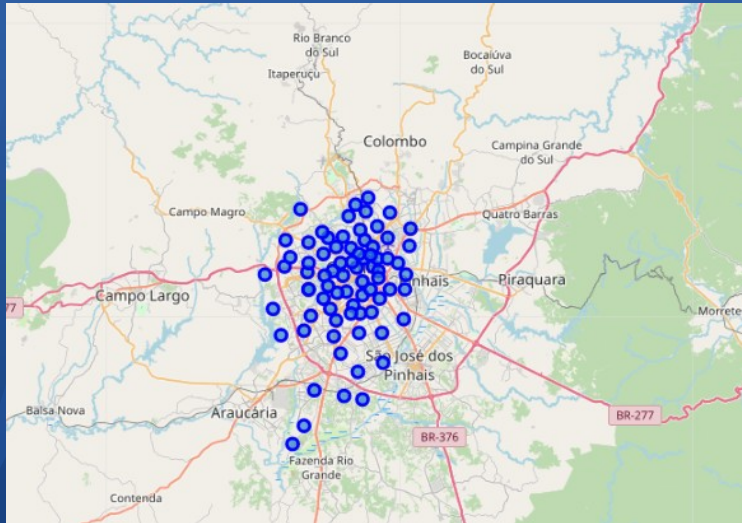 Rio Branco
do Sul
Bocaiúva
do Sul
Itaperuçu
Colombo
Campina Grande
do Sul
Campo Magro
Quatro Barras
77
Campo Largo
Pinhais
Piraquara
Morrete
São José dos
Pinhais
Balsa Nova
Araucária
BR-277
BR-376
Fazenda Rio
Grande
Contenda